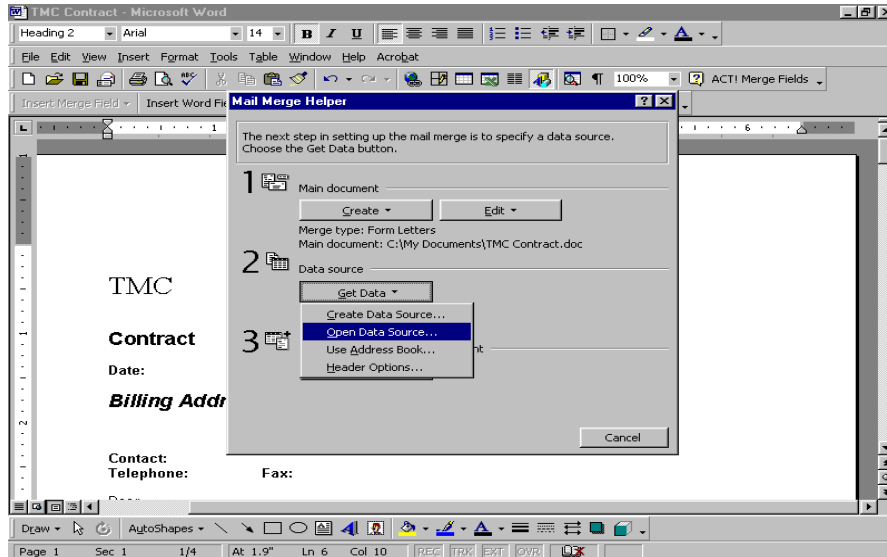 TMC Contract - Microsoft Word
Heading 2 Arial 14 B I U
File Edit View Insert Format Tools Table Window Help Acrobat
100% ACT! Merge Fields
Insert Merge Field Insert Word Fie
Mail Merge Helper
1 6
The next step in setting up the mail merge is to specify a data source.
Choose the Get Data button.
1 Main document
Create Edit
Merge type: Form Letters
Main document: C:\My Documents\TMC Contract.doc
2 Data source
Get Data
Create Data Source...
Open Data Source...
Use Address Book...
Header Options...
3
Cancel
TMC
Contract
Date:
Billing Addr
Contact:
Telephone: Fax:
Draw AutoShapes
Page 1 Sec 1 1/4 At 1.9" Ln 6 Col 10 REC TRK EXT OVR